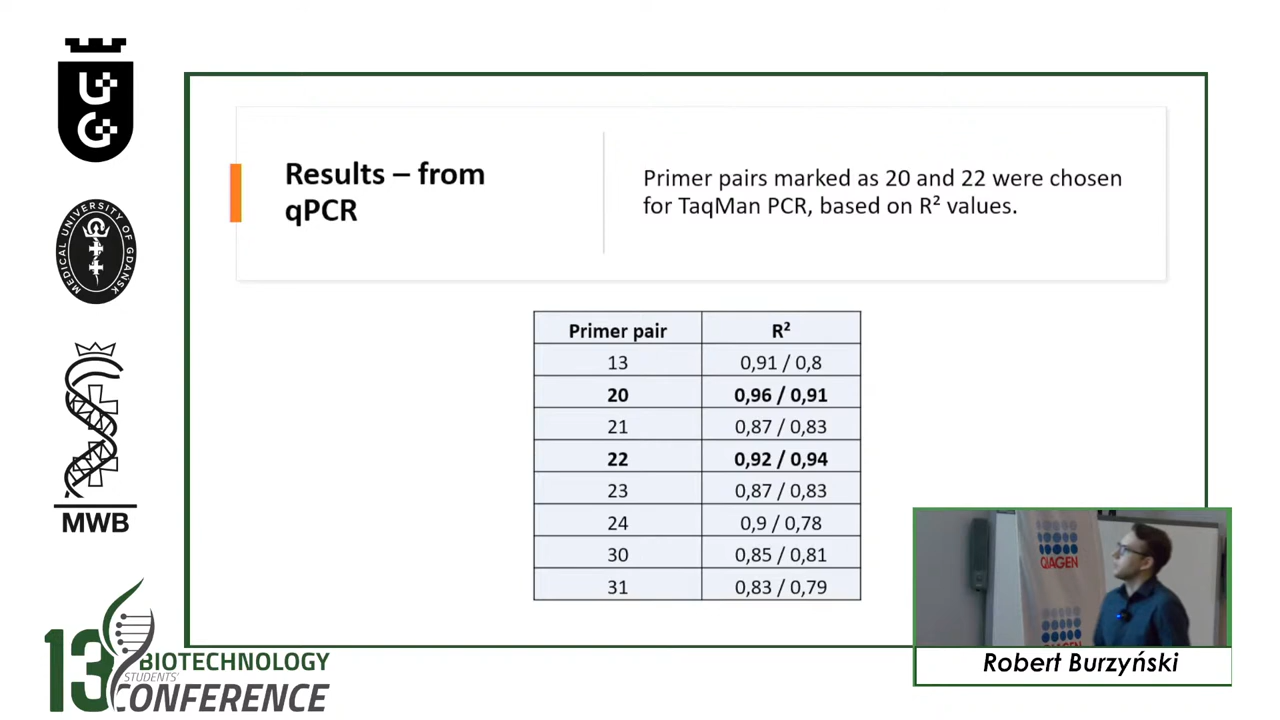 UG
MEDICAL UNIVERSITY OF GDAŃSK
MWB
13 BIOTECHNOLOGY
STUDENTS'
CONFERENCE
Results – from
qPCR
Primer pairs marked as 20 and 22 were chosen
for TaqMan PCR, based on R² values.
Primer pair R²
13 0,91 / 0,8
20 0,96 / 0,91
21 0,87 / 0,83
22 0,92 / 0,94
23 0,87 / 0,83
24 0,9 / 0,78
30 0,85 / 0,81
31 0,83 / 0,79
QIAGEN
QIAGEN
Robert Burzyński